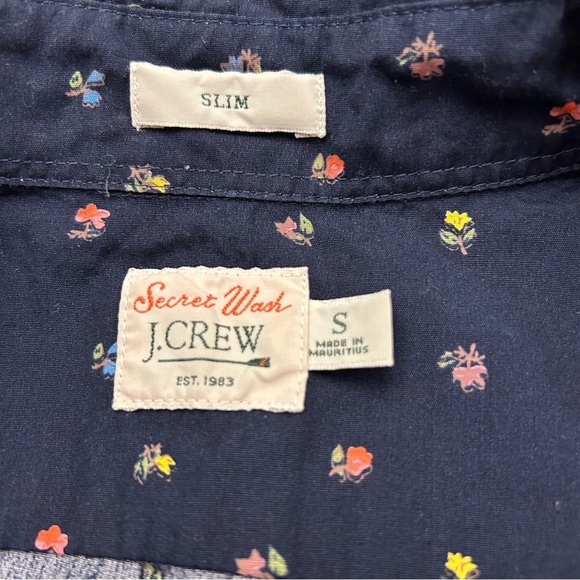 SLIM
Secret Wash
J.CREW
EST. 1983
S
MADE IN
MAURITIUS